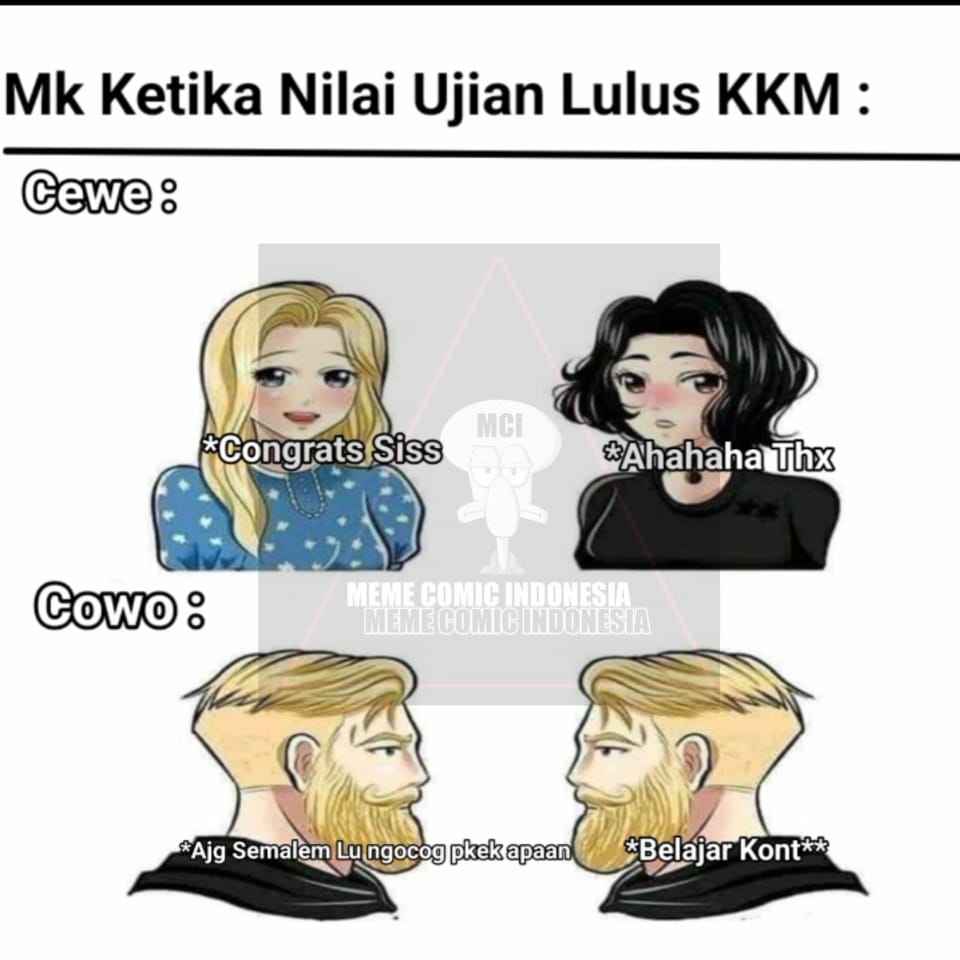 Mk Ketika Nilai Ujian Lulus KKM :
Cewe :
*Congrats Siss
*Ahahaha Thx
MCI
MEME COMIC INDONESIA
MEME COMIC INDONESIA
Cowo :
*Ajg Semalem Lu ngocog pkek apaan
*Belajar Kont**